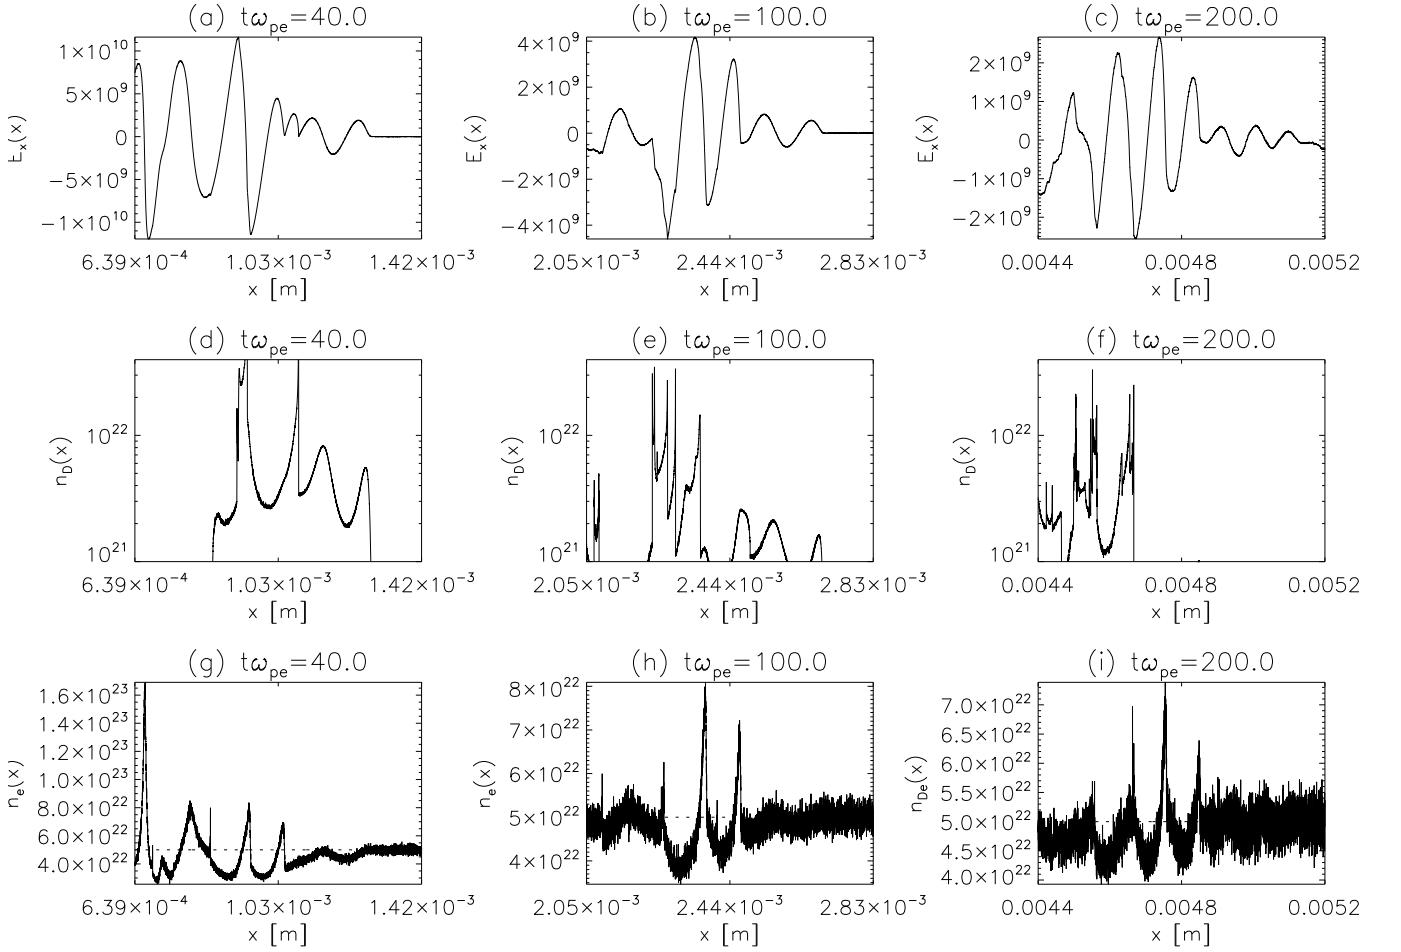 (a) tω_pe=40.0
(b) tω_pe=100.0
(c) tω_pe=200.0
E_x(x)
1×10^10
5×10^9
0
−5×10^9
−1×10^10
6.39×10^−4
1.03×10^−3
1.42×10^−3
x [m]
E_x(x)
4×10^9
2×10^9
0
−2×10^9
−4×10^9
2.05×10^−3
2.44×10^−3
2.83×10^−3
x [m]
E_x(x)
2×10^9
1×10^9
0
−1×10^9
−2×10^9
0.0044
0.0048
0.0052
x [m]
(d) tω_pe=40.0
(e) tω_pe=100.0
(f) tω_pe=200.0
n_D(x)
10^22
10^21
6.39×10^−4
1.03×10^−3
1.42×10^−3
x [m]
n_D(x)
10^22
10^21
2.05×10^−3
2.44×10^−3
2.83×10^−3
x [m]
n_D(x)
10^22
10^21
0.0044
0.0048
0.0052
x [m]
(g) tω_pe=40.0
(h) tω_pe=100.0
(i) tω_pe=200.0
n_e(x)
1.6×10^23
1.4×10^23
1.2×10^23
1.0×10^23
8.0×10^22
6.0×10^22
4.0×10^22
6.39×10^−4
1.03×10^−3
1.42×10^−3
x [m]
n_e(x)
8×10^22
7×10^22
6×10^22
5×10^22
4×10^22
2.05×10^−3
2.44×10^−3
2.83×10^−3
x [m]
n_De(x)
7.0×10^22
6.5×10^22
6.0×10^22
5.5×10^22
5.0×10^22
4.5×10^22
4.0×10^22
0.0044
0.0048
0.0052
x [m]